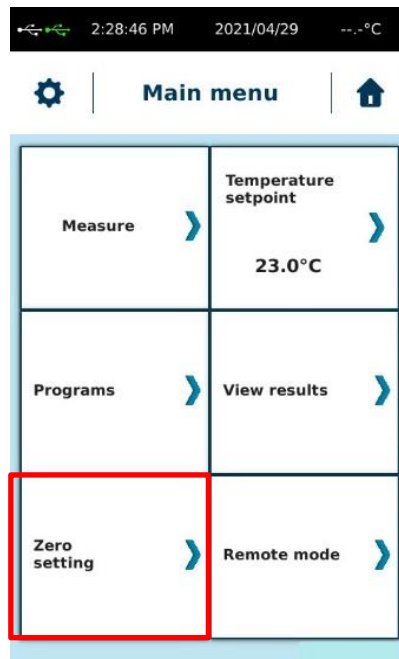 2:28:46 PM 2021/04/29 --.-°C
Main menu
Measure
Temperature
setpoint
23.0°C
Programs
View results
Zero
setting
Remote mode